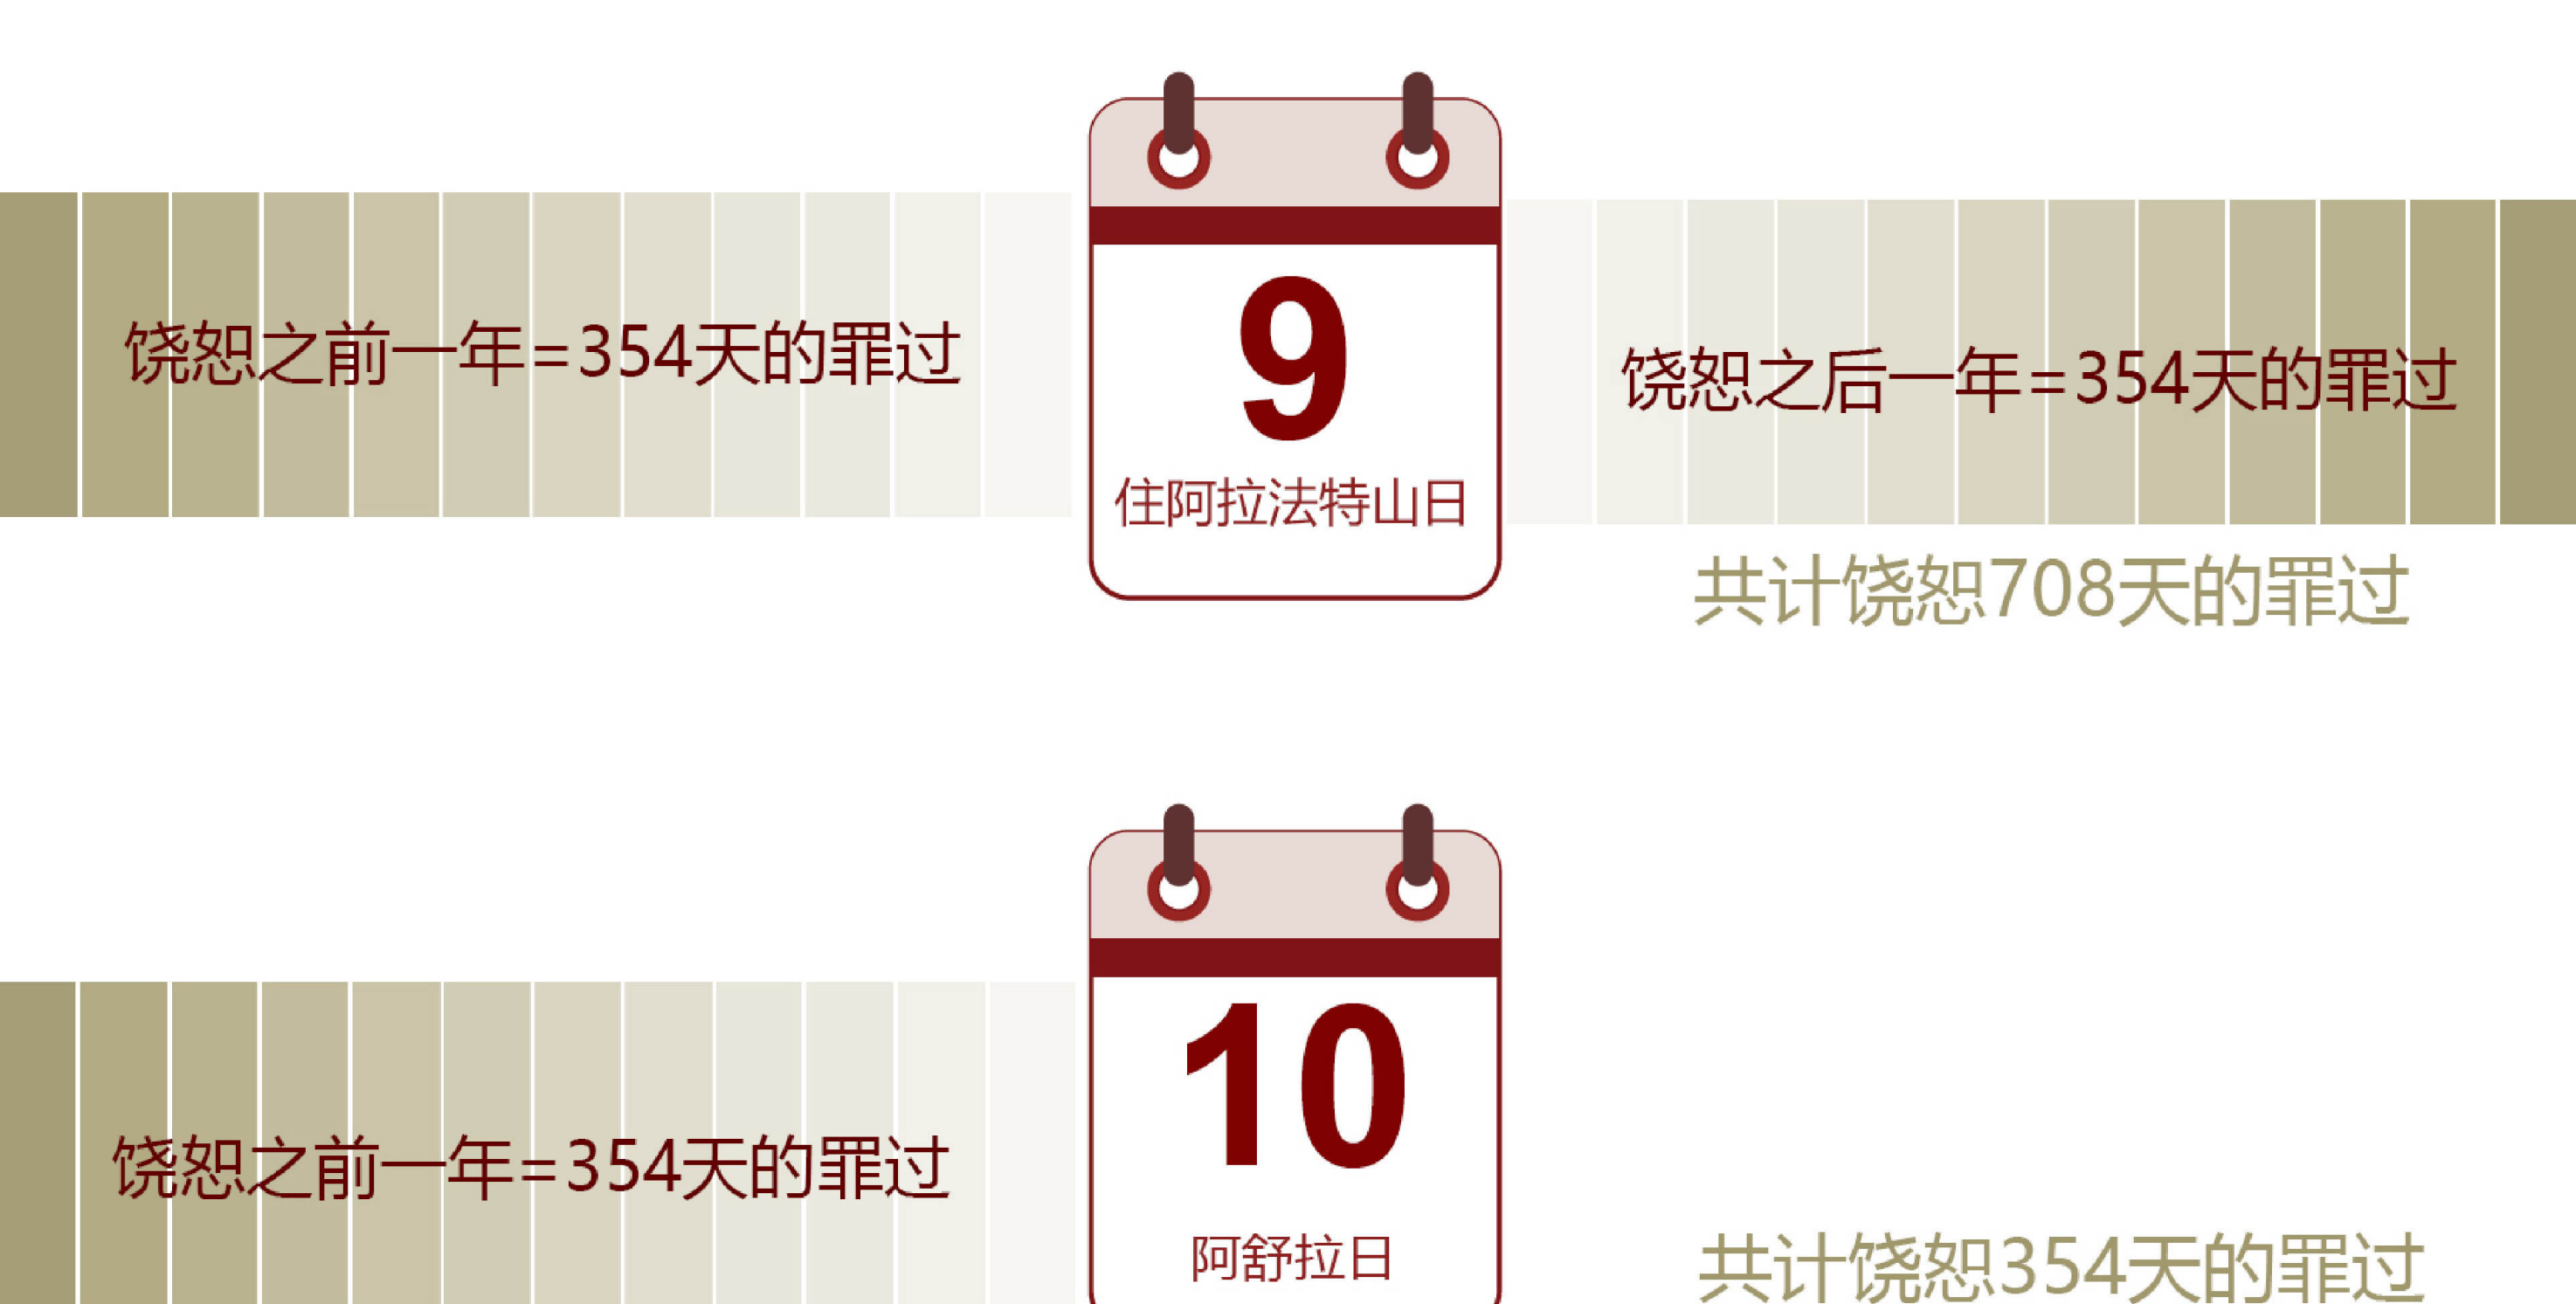 饶恕之前一年=354天的罪过
9
住阿拉法特山日
饶恕之后一年=354天的罪过
共计饶恕708天的罪过
饶恕之前一年=354天的罪过
10
阿舒拉日
共计饶恕354天的罪过